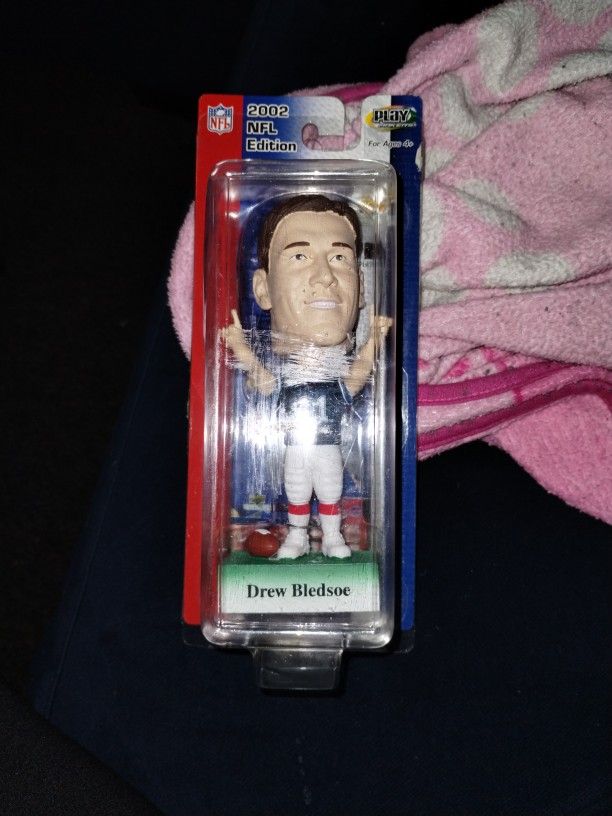 NFL
2002
NFL
Edition
PLAY
For Ages 4+
Drew Bledsoe